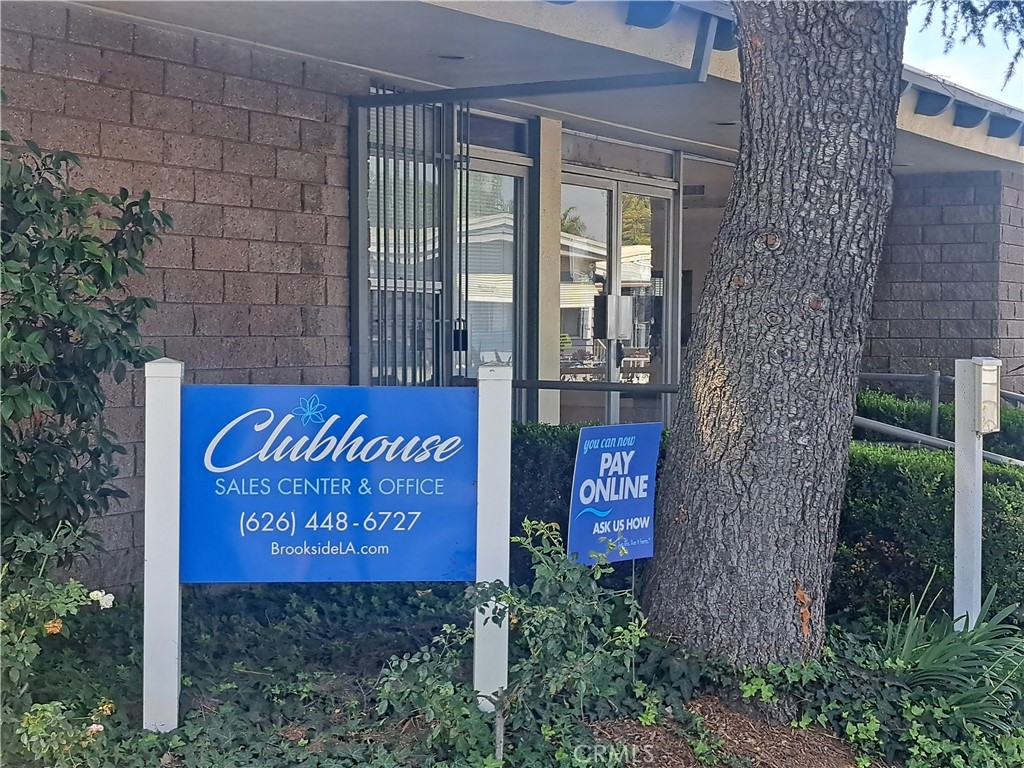 Clubhouse
SALES CENTER & OFFICE
(626) 448-6727
BrooksideLA.com
you can now
PAY
ONLINE
ASK US HOW
CRMLS